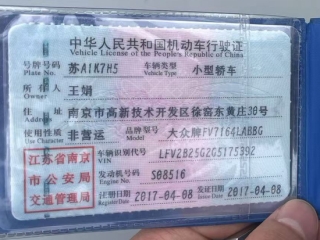 中华人民共和国机动车行驶证
Vehicle License of the People's Republic of China
号牌号码 苏A1K7H5 车辆类型 小型轿车
Plate No. Vehicle Type
所有人 王娟
Owner
住址 南京市高新技术开发区徐窑东黄庄30号
Address
使用性质 非营运 品牌型号 大众牌FV7164LABBG
Use Character Model
江苏省南京
市公安局
交通管理局
车辆识别代号 LFV2B25G2G5175392
VIN
发动机号码 S08516
Engine No.
注册日期 2017-04-08 发证日期 2017-04-08
Register Date Issue Date